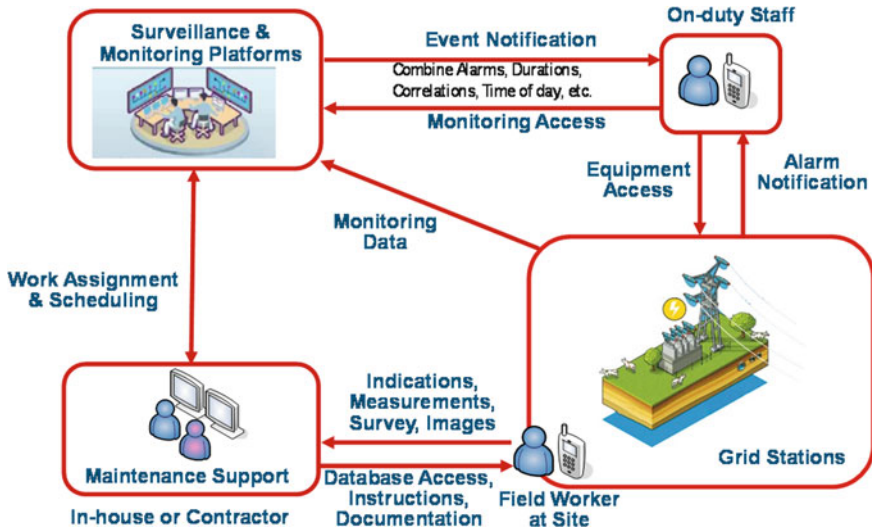 On-duty Staff
Surveillance &
Monitoring Platforms
Event Notification
Combine Alarms, Durations,
Correlations, Time of day, etc.
Monitoring Access
Equipment
Access
Alarm
Notification
Monitoring
Data
Work Assignment
& Scheduling
Indications,
Measurements,
Survey, Images
Grid Stations
Maintenance Support
Database Access,
Instructions,
Documentation
Field Worker
at Site
In-house or Contractor